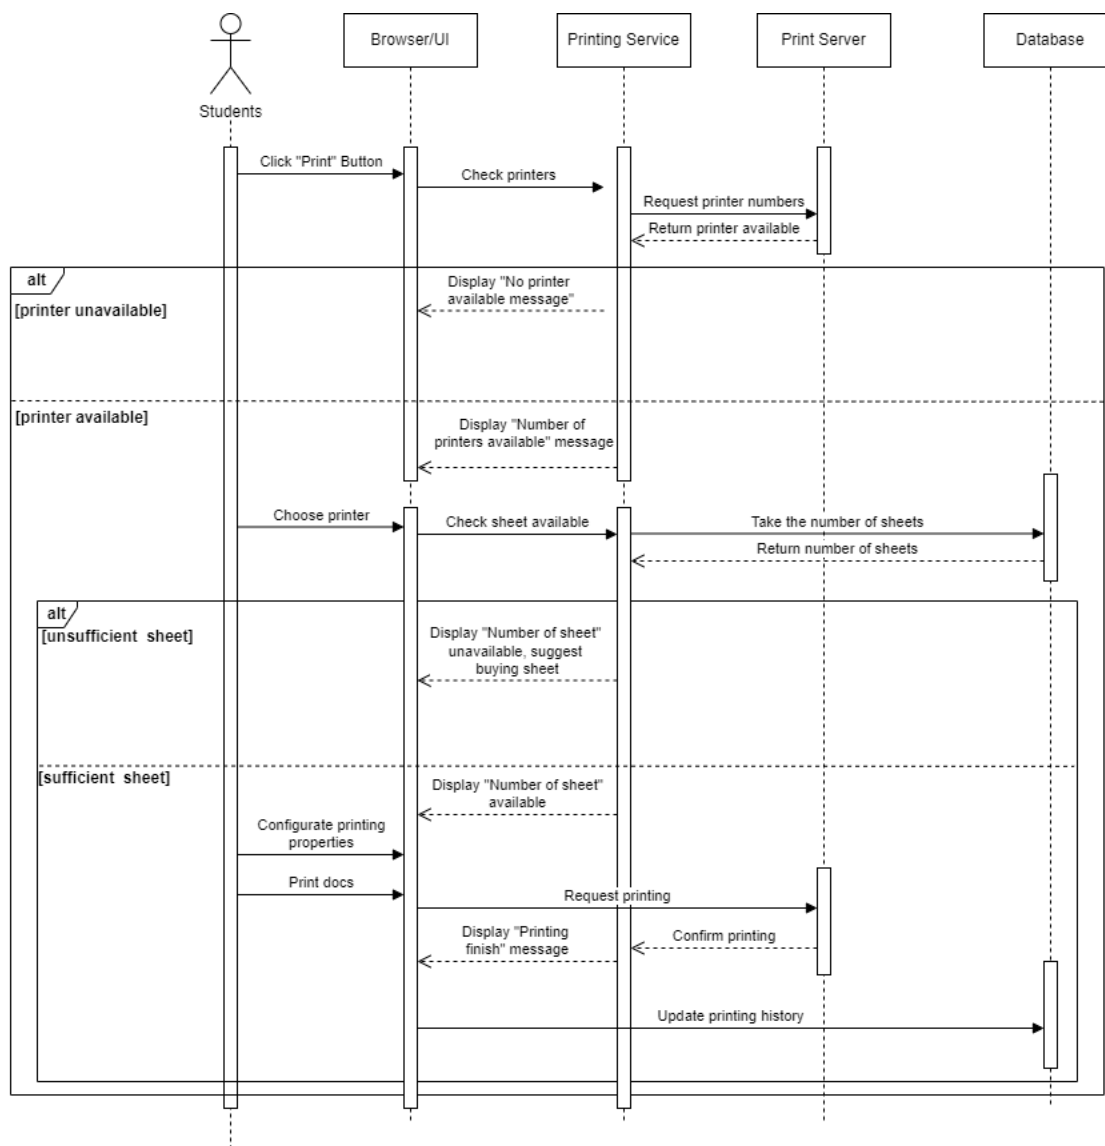 Browser/UI
Printing Service
Print Server
Database
Students
Click "Print" Button
Check printers
Request printer numbers
Return printer available
alt
Display "No printer
available message"
[printer unavailable]
[printer available]
Display "Number of
printers available" message
Choose printer
Check sheet available
Take the number of sheets
Return number of sheets
alt
[unsufficient sheet]
Display "Number of sheet"
unavailable, suggest
buying sheet
[sufficient sheet]
Display "Number of sheet"
available
Configurate printing
properties
Print docs
Request printing
Display "Printing
finish" message
Confirm printing
Update printing history